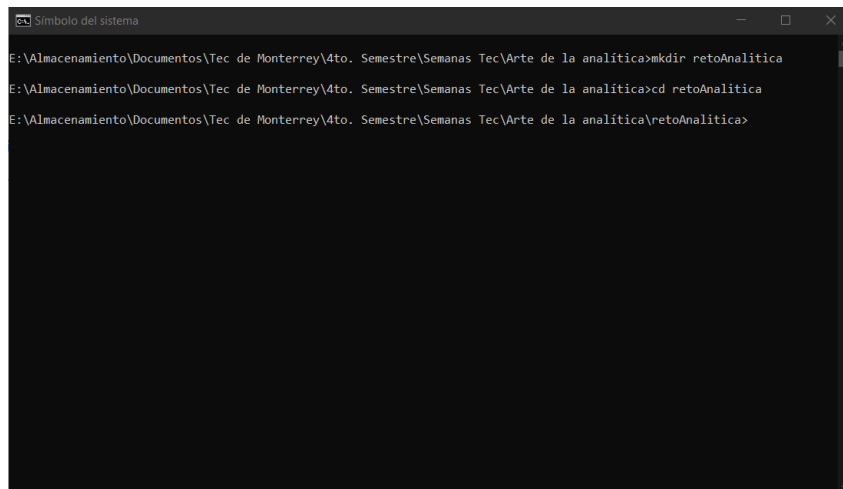 Símbolo del sistema
E:\Almacenamiento\Documentos\Tec de Monterrey\4to. Semestre\Semanas Tec\Arte de la analítica>mkdir retoAnalitica
E:\Almacenamiento\Documentos\Tec de Monterrey\4to. Semestre\Semanas Tec\Arte de la analítica>cd retoAnalitica
E:\Almacenamiento\Documentos\Tec de Monterrey\4to. Semestre\Semanas Tec\Arte de la analítica\retoAnalitica>